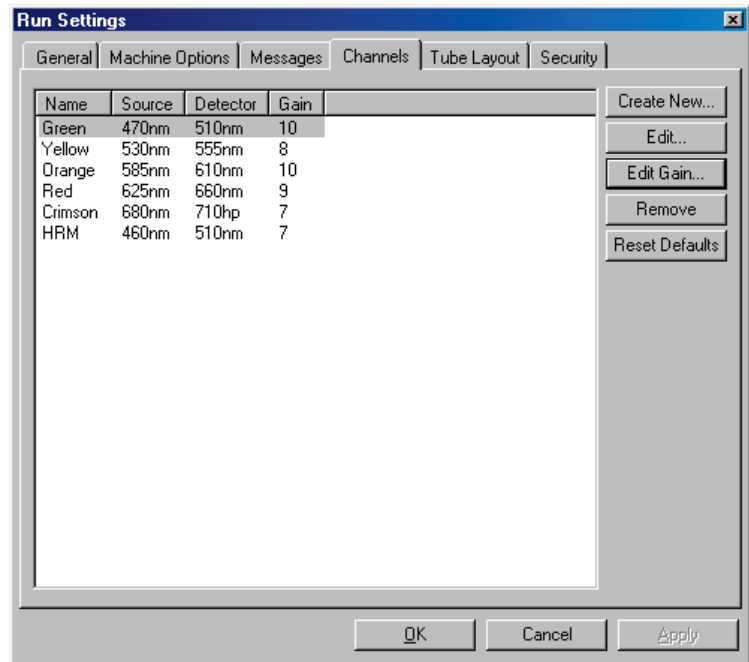 Run Settings
General Machine Options Messages Channels Tube Layout Security
Name Source Detector Gain
Green 470nm 510nm 10
Yellow 530nm 555nm 8
Orange 585nm 610nm 10
Red 625nm 660nm 9
Crimson 680nm 710hp 7
HRM 460nm 510nm 7
Create New...
Edit...
Edit Gain...
Remove
Reset Defaults
OK Cancel Apply